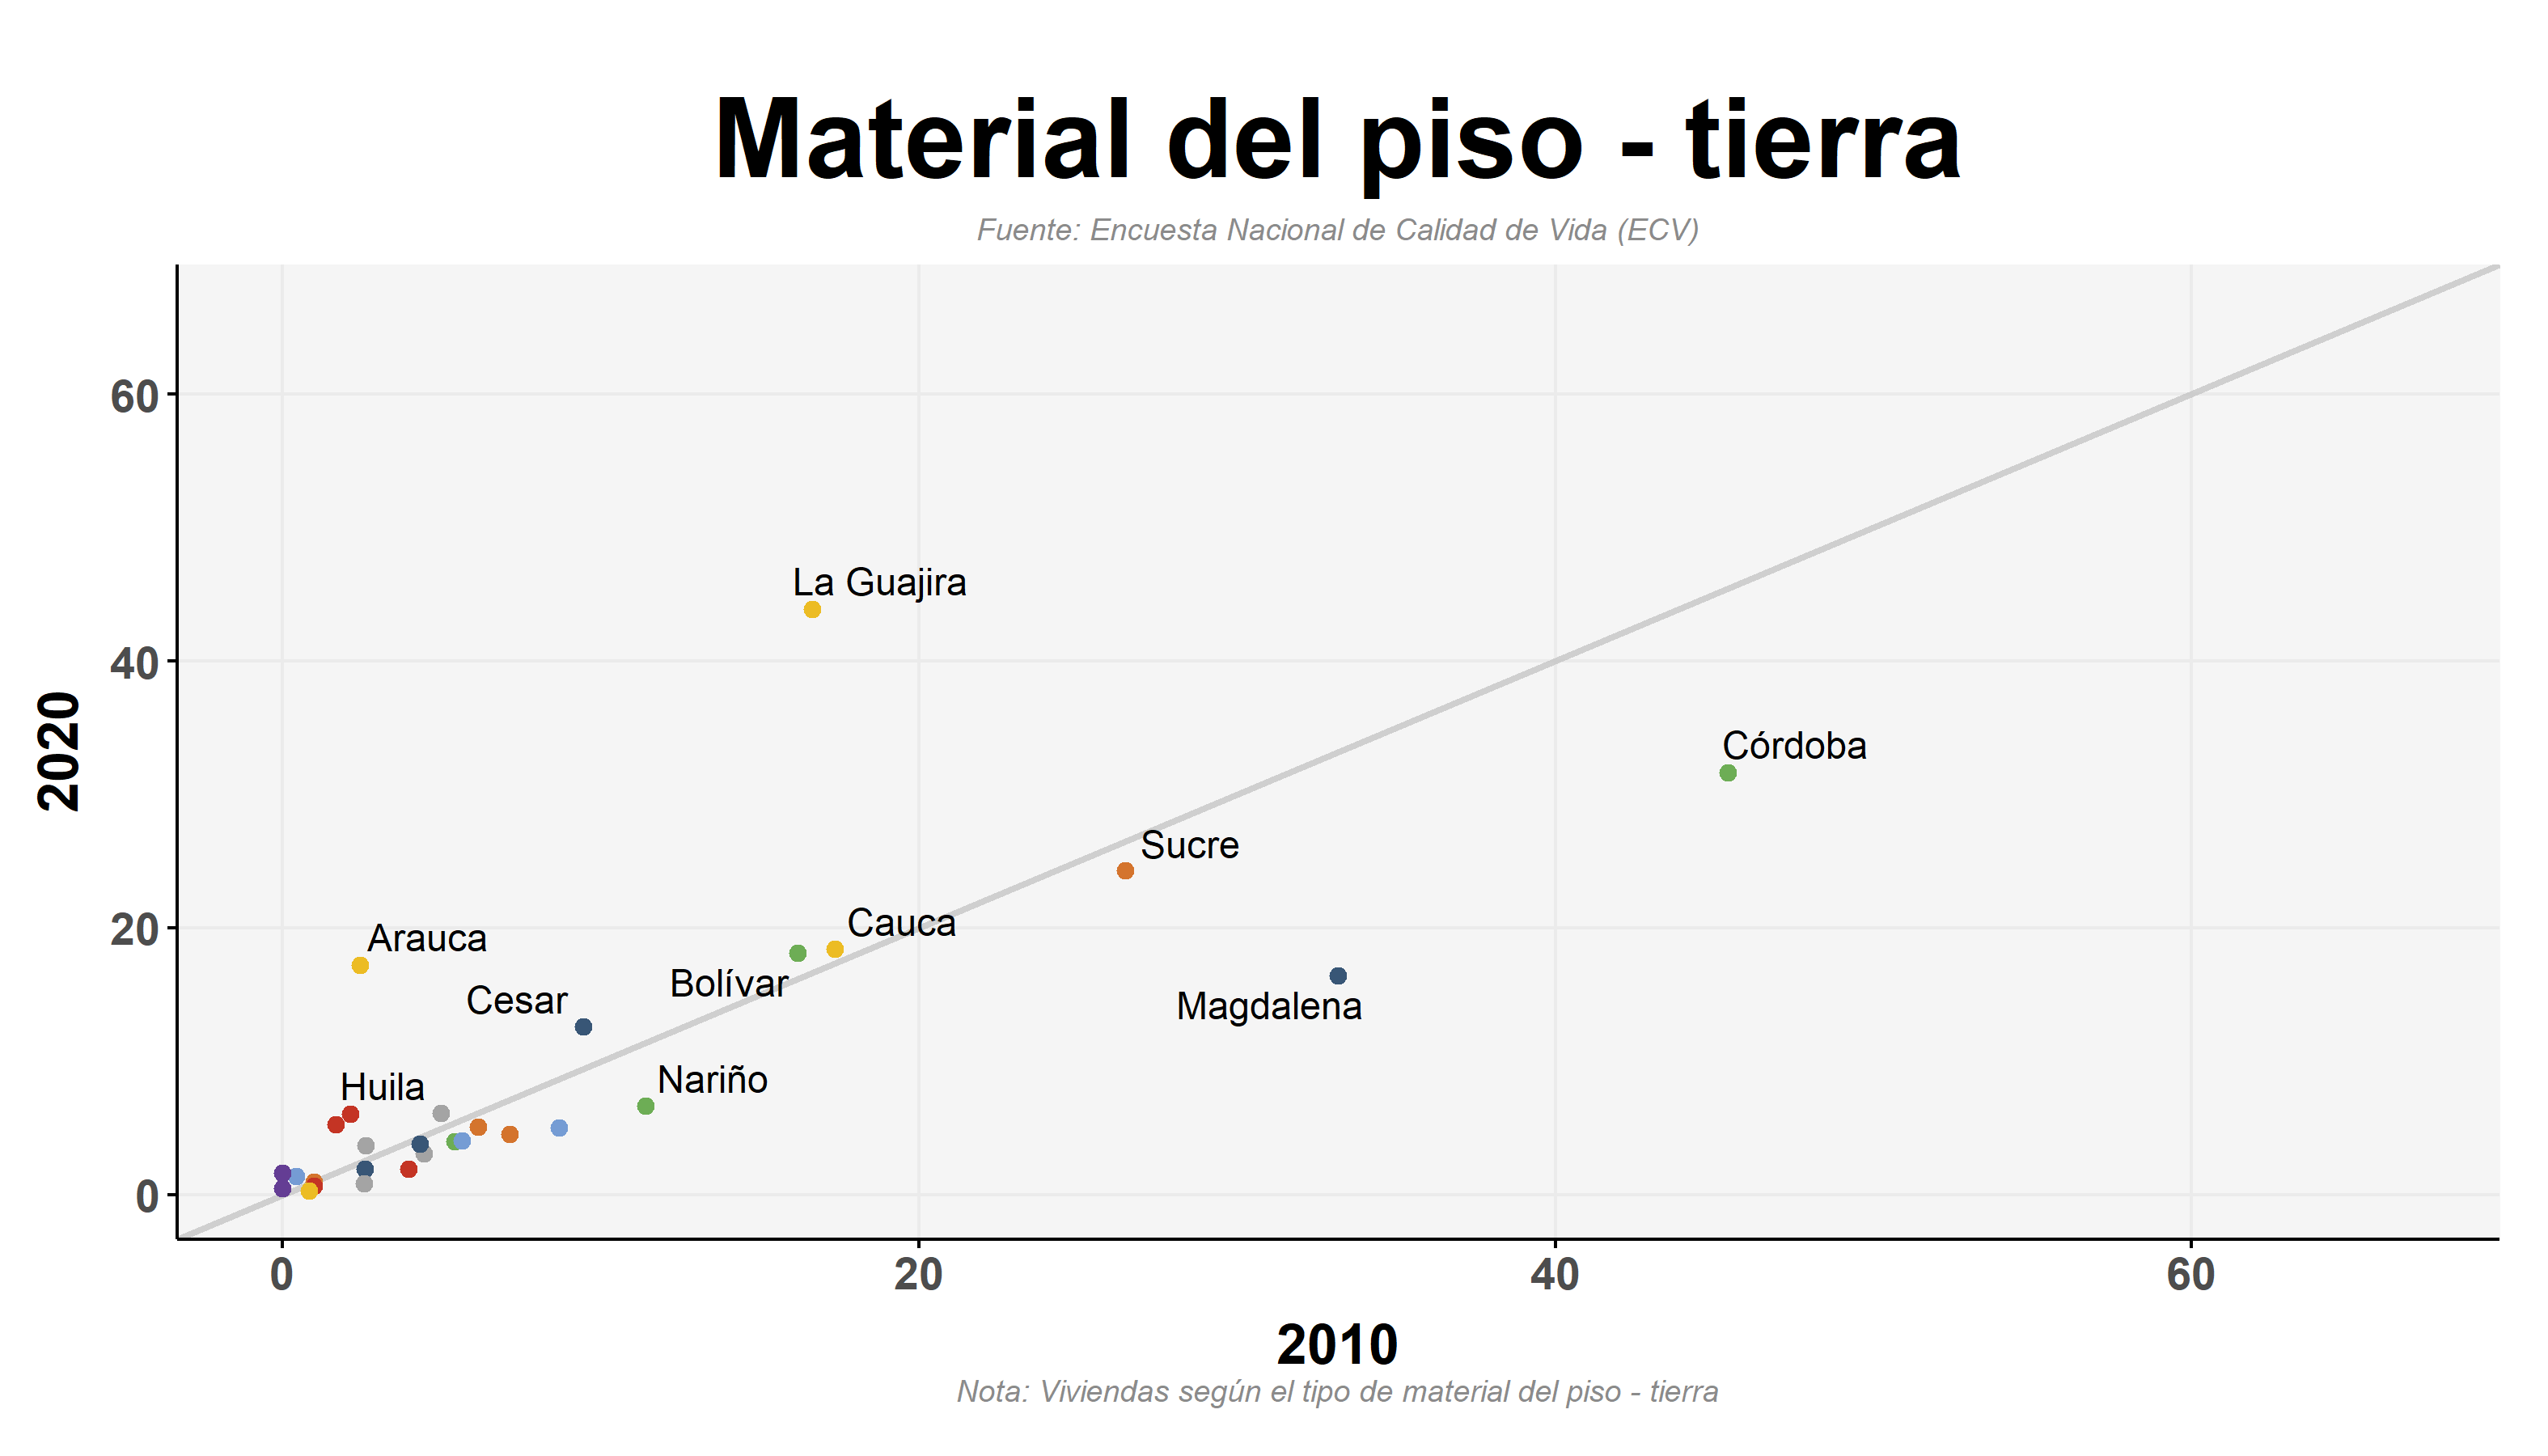 Material del piso - tierra
Fuente: Encuesta Nacional de Calidad de Vida (ECV)
60
La Guajira
40
2020
Córdoba
Sucre
20
Arauca
Cauca
Bolívar
Cesar
Magdalena
Huila
Nariño
0
0 20 40 60
2010
Nota: Viviendas según el tipo de material del piso - tierra